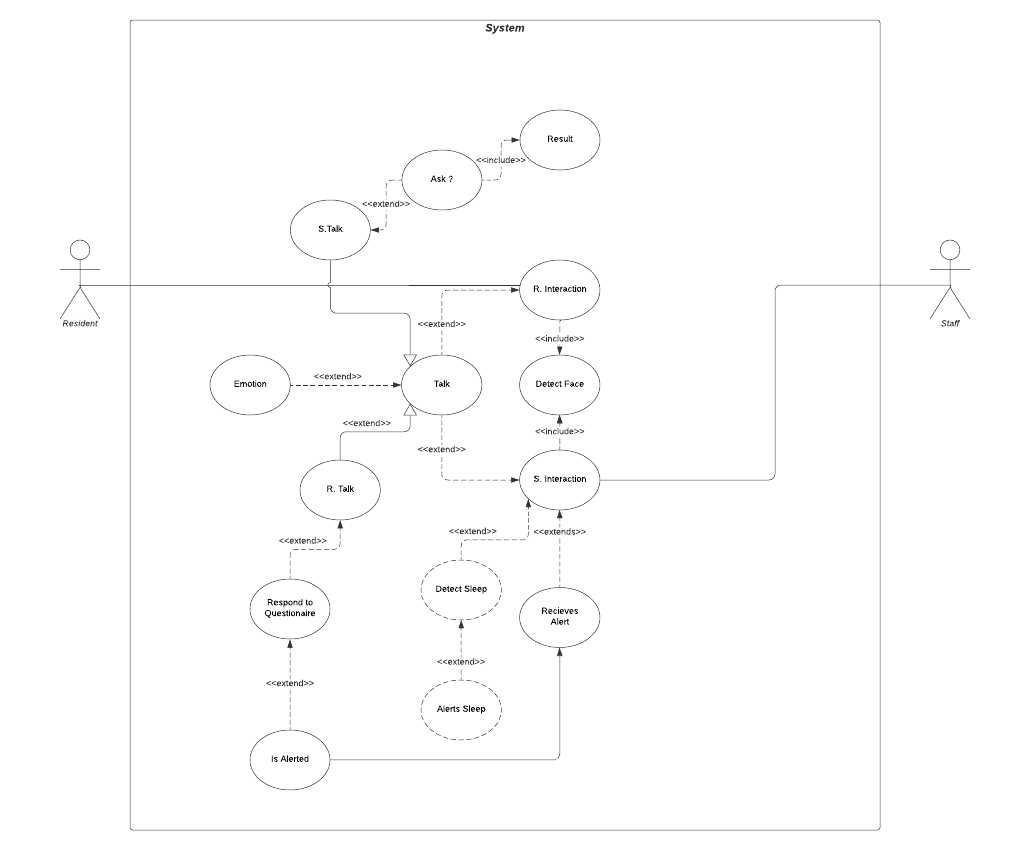 System
Result
<<include>>
Ask ?
<<extend>>
S.Talk
R. Interaction
Resident
Staff
<<extend>>
<<include>>
<<extend>>
Emotion
Talk
Detect Face
<<extend>>
<<include>>
<<extend>>
S. Interaction
R. Talk
<<extend>>
<<extends>>
<<extend>>
Detect Sleep
Respond to
Questionaire
Recieves
Alert
<<extend>>
<<extend>>
Alerts Sleep
Is Alerted